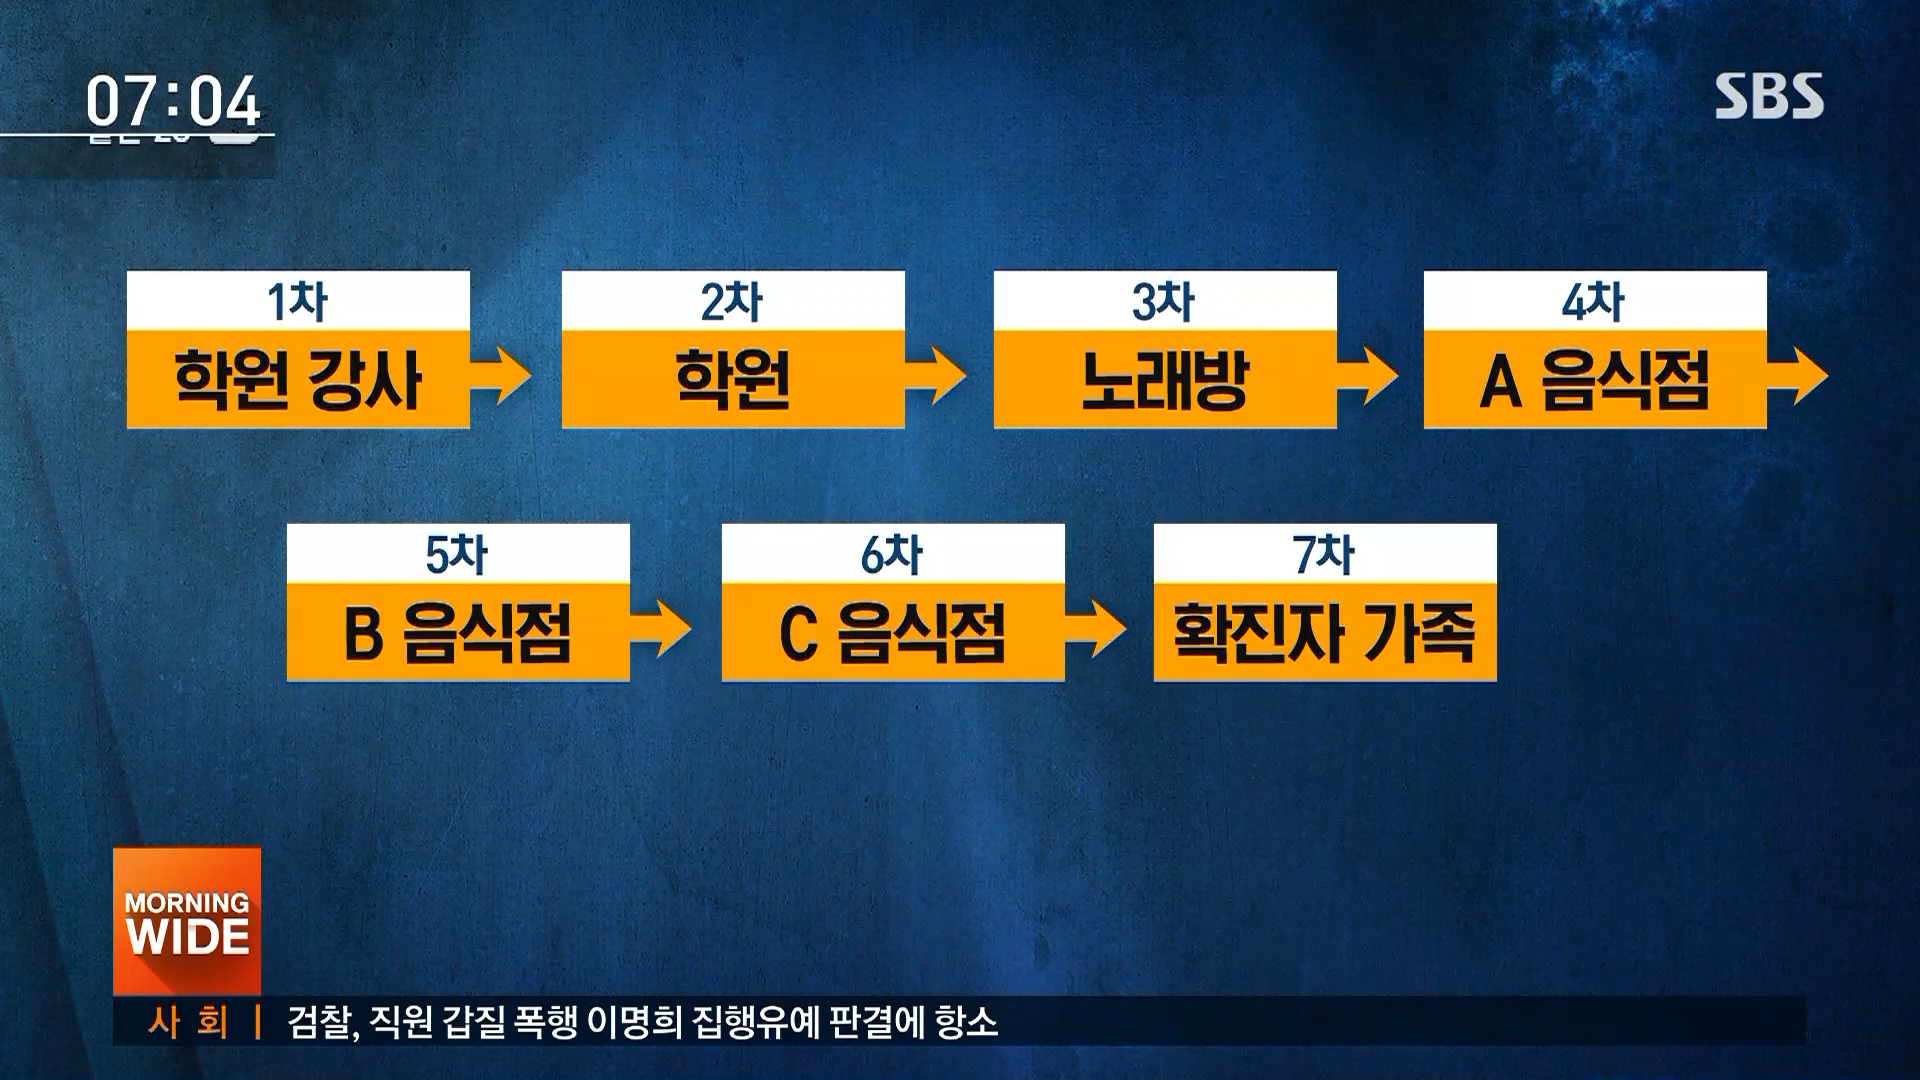 07:04
SBS
1차
학원 강사
2차
학원
3차
노래방
4차
A 음식점
5차
B 음식점
6차
C 음식점
7차
확진자 가족
MORNING
WIDE
사회 | 검찰, 직원 갑질 폭행 이명희 집행유예 판결에 항소